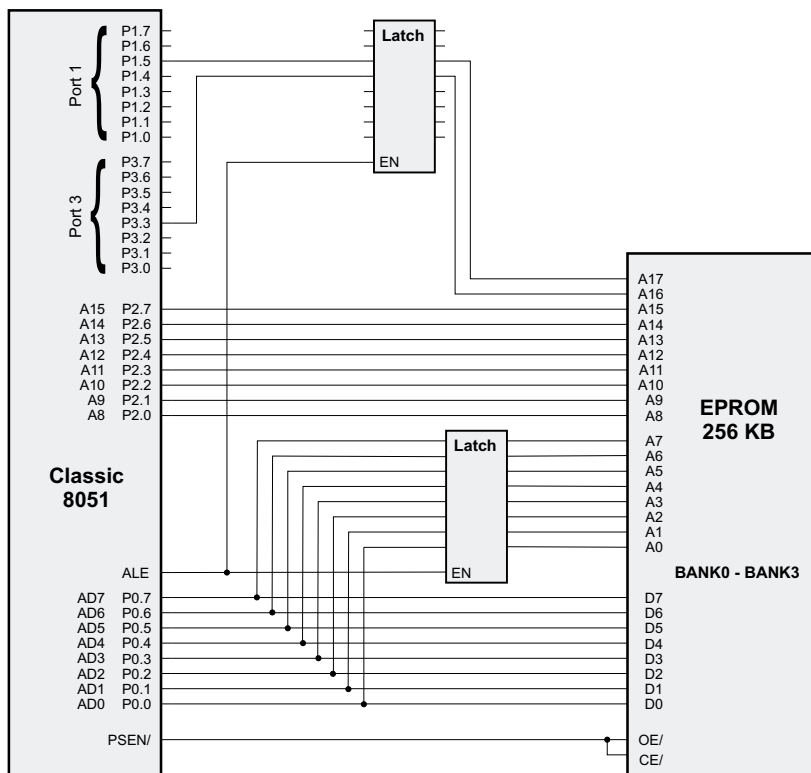 Port 1
P1.7
P1.6
P1.5
P1.4
P1.3
P1.2
P1.1
P1.0
Port 3
P3.7
P3.6
P3.5
P3.4
P3.3
P3.2
P3.1
P3.0
A15 P2.7
A14 P2.6
A13 P2.5
A12 P2.4
A11 P2.3
A10 P2.2
A9 P2.1
A8 P2.0
Classic
8051
ALE
AD7 P0.7
AD6 P0.6
AD5 P0.5
AD4 P0.4
AD3 P0.3
AD2 P0.2
AD1 P0.1
AD0 P0.0
PSEN/
Latch
EN
Latch
EN
A17
A16
A15
A14
A13
A12
A11
A10
A9
A8
EPROM
256 KB
A7
A6
A5
A4
A3
A2
A1
A0
BANK0 - BANK3
D7
D6
D5
D4
D3
D2
D1
D0
OE/
CE/